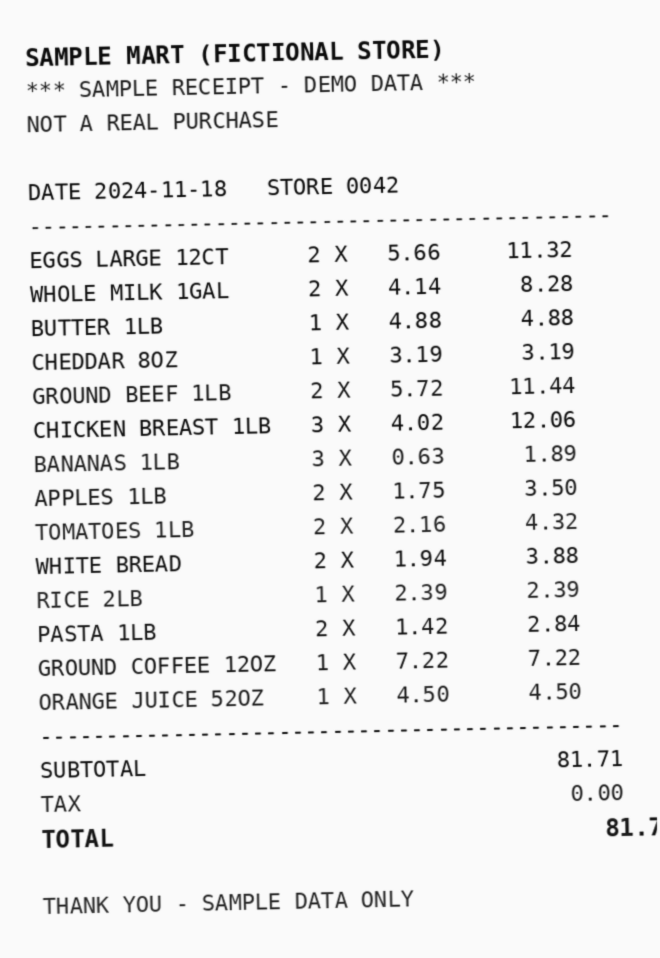 SAMPLE MART (FICTIONAL STORE)
*** SAMPLE RECEIPT - DEMO DATA ***
NOT A REAL PURCHASE
DATE 2024-11-18 STORE 0042
--------------------------------------------
EGGS LARGE 12CT 2 X 5.66 11.32
WHOLE MILK 1GAL 2 X 4.14 8.28
BUTTER 1LB 1 X 4.88 4.88
CHEDDAR 8OZ 1 X 3.19 3.19
GROUND BEEF 1LB 2 X 5.72 11.44
CHICKEN BREAST 1LB 3 X 4.02 12.06
BANANAS 1LB 3 X 0.63 1.89
APPLES 1LB 2 X 1.75 3.50
TOMATOES 1LB 2 X 2.16 4.32
WHITE BREAD 2 X 1.94 3.88
RICE 2LB 1 X 2.39 2.39
PASTA 1LB 2 X 1.42 2.84
GROUND COFFEE 12OZ 1 X 7.22 7.22
ORANGE JUICE 52OZ 1 X 4.50 4.50
--------------------------------------------
SUBTOTAL 81.71
TAX 0.00
TOTAL 81.7
THANK YOU - SAMPLE DATA ONLY